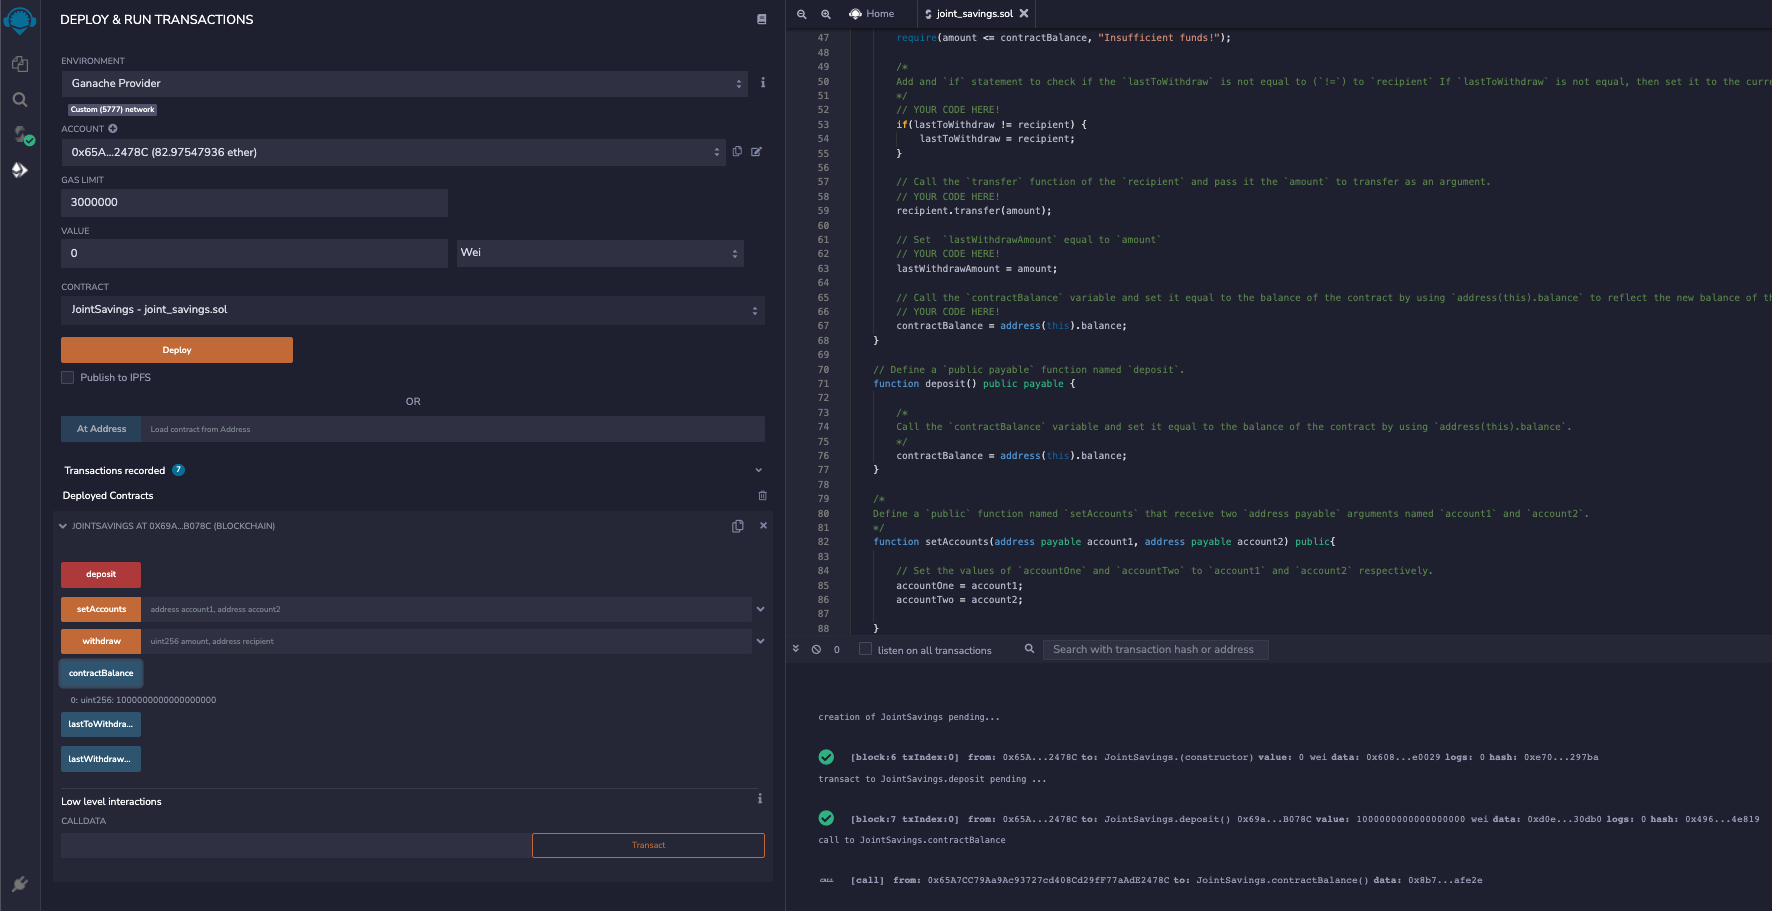 DEPLOY & RUN TRANSACTIONS
ENVIRONMENT
Ganache Provider
Custom (5777) network
ACCOUNT
0x65A...2478C (82.97547936 ether)
GAS LIMIT
3000000
VALUE
0
Wei
CONTRACT
JointSavings - joint_savings.sol
Deploy
Publish to IPFS
OR
At Address
Load contract from Address
Transactions recorded 7
Deployed Contracts
JOINTSAVINGS AT 0X69A...B078C (BLOCKCHAIN)
deposit
setAccounts address account1, address account2
withdraw uint256 amount, address recipient
contractBalance
0: uint256: 1000000000000000000
lastToWithdra...
lastWithdraw...
Low level interactions
CALLDATA
Transact
Home
joint_savings.sol
47 require(amount <= contractBalance, "Insufficient funds!");
48
49 /*
50 Add and `if` statement to check if the `lastToWithdraw` is not equal to (`!=`) to `recipient` If `lastToWithdraw` is not equal, then set it to the curre
51 */
52 // YOUR CODE HERE!
53 if(lastToWithdraw != recipient) {
54 lastToWithdraw = recipient;
55 }
56
57 // Call the `transfer` function of the `recipient` and pass it the `amount` to transfer as an argument.
58 // YOUR CODE HERE!
59 recipient.transfer(amount);
60
61 // Set  `lastWithdrawAmount` equal to `amount`
62 // YOUR CODE HERE!
63 lastWithdrawAmount = amount;
64
65 // Call the `contractBalance` variable and set it equal to the balance of the contract by using `address(this).balance` to reflect the new balance of th
66 // YOUR CODE HERE!
67 contractBalance = address(this).balance;
68 }
69
70 // Define a `public payable` function named `deposit`.
71 function deposit() public payable {
72
73 /*
74 Call the `contractBalance` variable and set it equal to the balance of the contract by using `address(this).balance`.
75 */
76 contractBalance = address(this).balance;
77 }
78
79 /*
80 Define a `public` function named `setAccounts` that receive two `address payable` arguments named `account1` and `account2`.
81 */
82 function setAccounts(address payable account1, address payable account2) public{
83
84 // Set the values of `accountOne` and `accountTwo` to `account1` and `account2` respectively.
85 accountOne = account1;
86 accountTwo = account2;
87
88 }
0 listen on all transactions Search with transaction hash or address
creation of JointSavings pending...
[block:6 txIndex:0] from: 0x65A...2478C to: JointSavings.(constructor) value: 0 wei data: 0x608...e0029 logs: 0 hash: 0xe70...297ba
transact to JointSavings.deposit pending ...
[block:7 txIndex:0] from: 0x65A...2478C to: JointSavings.deposit() 0x69a...B078C value: 1000000000000000000 wei data: 0xd0e...30db0 logs: 0 hash: 0x496...4e819
call to JointSavings.contractBalance
CALL [call] from: 0x65A7CC79Aa9Ac93727cd408Cd29fF77aAdE2478C to: JointSavings.contractBalance() data: 0x8b7...afe2e